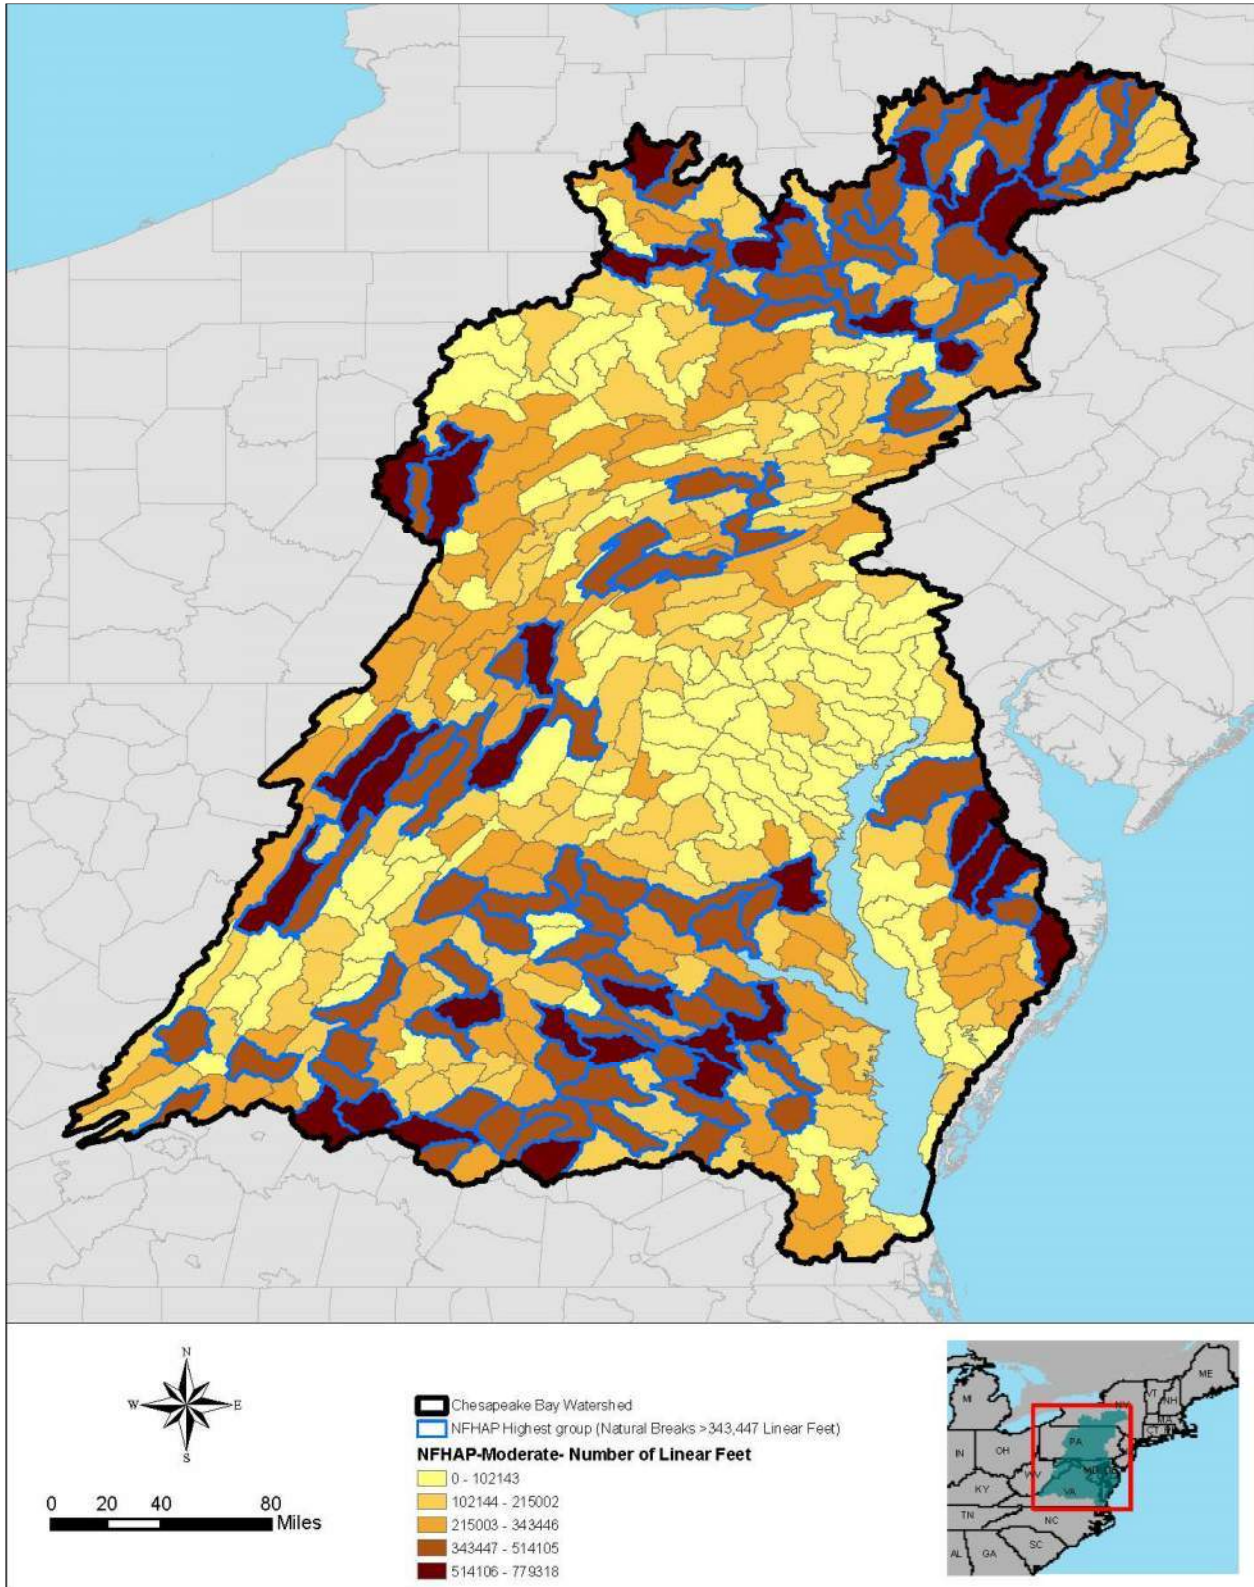 N
W E
S
0 20 40 80
Miles
Chesapeake Bay Watershed
NFHAP Highest group (Natural Breaks >343,447 Linear Feet)
NFHAP-Moderate- Number of Linear Feet
0 - 102143
102144 - 215002
215003 - 343446
343447 - 514105
514106 - 779318
ME
VT
NH
NY
MA
CT
MI
PA
IN
OH
WV
KY
VA
TN
NC
SC
AL
GA